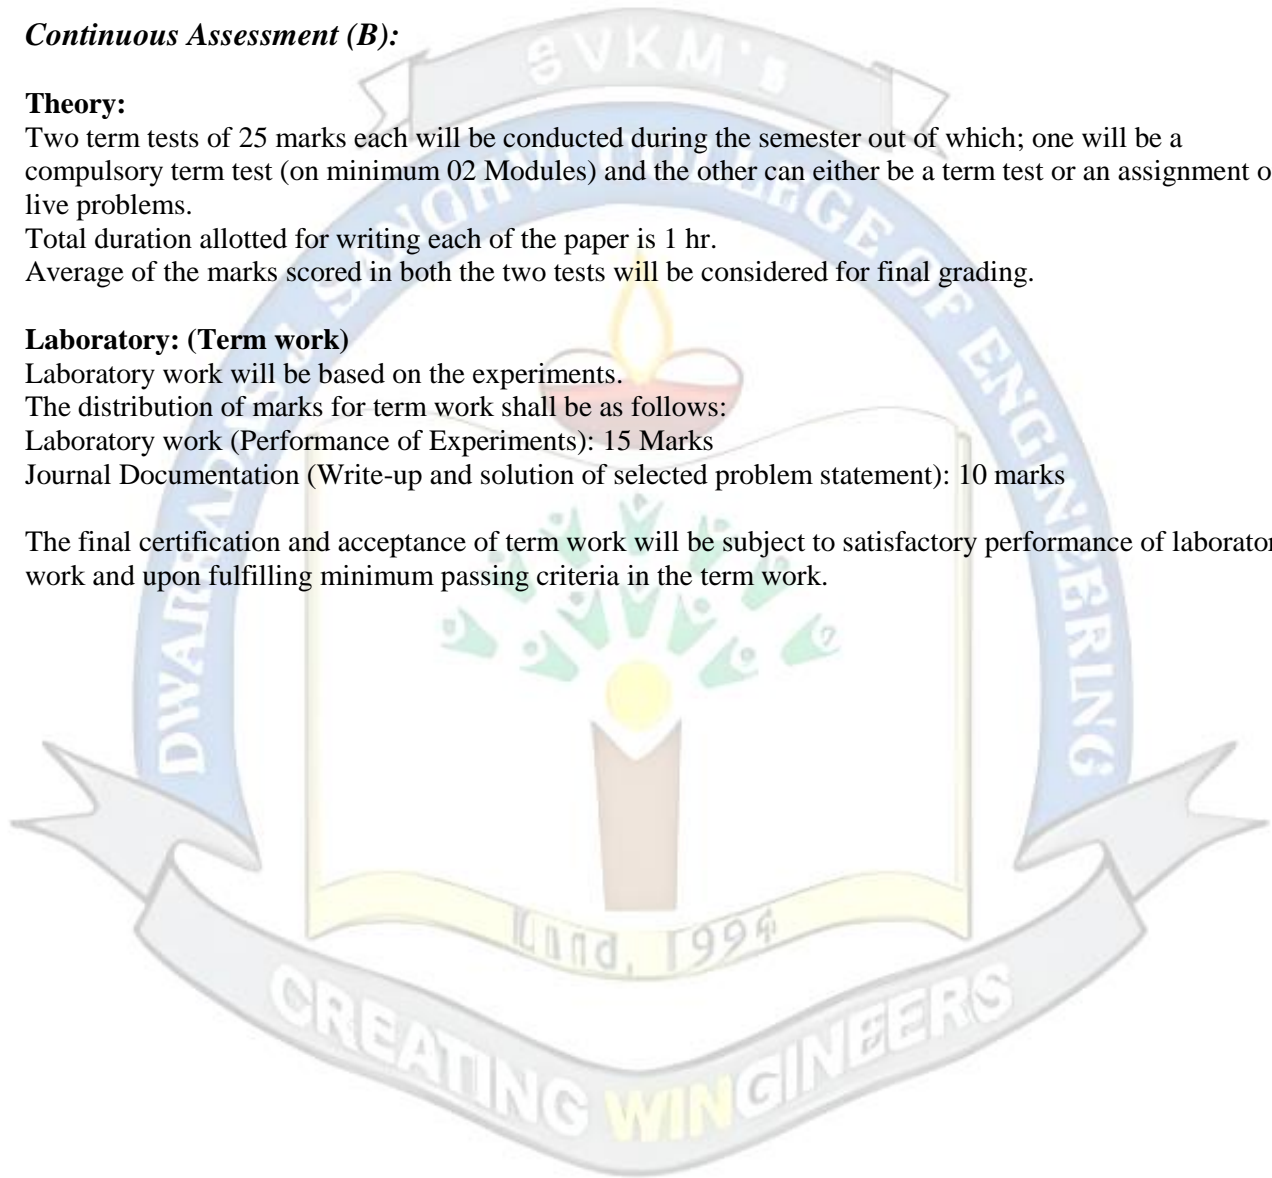 Continuous Assessment (B):
Theory:
Two term tests of 25 marks each will be conducted during the semester out of which; one will be a
compulsory term test (on minimum 02 Modules) and the other can either be a term test or an assignment o
live problems.
Total duration allotted for writing each of the paper is 1 hr.
Average of the marks scored in both the two tests will be considered for final grading.
Laboratory: (Term work)
Laboratory work will be based on the experiments.
The distribution of marks for term work shall be as follows:
Laboratory work (Performance of Experiments): 15 Marks
Journal Documentation (Write-up and solution of selected problem statement): 10 marks
The final certification and acceptance of term work will be subject to satisfactory performance of laborator
work and upon fulfilling minimum passing criteria in the term work.
SVKM's
DWARKADAS J. SANGHVI COLLEGE OF ENGINEERING
1994
CREATING WINGINEERS